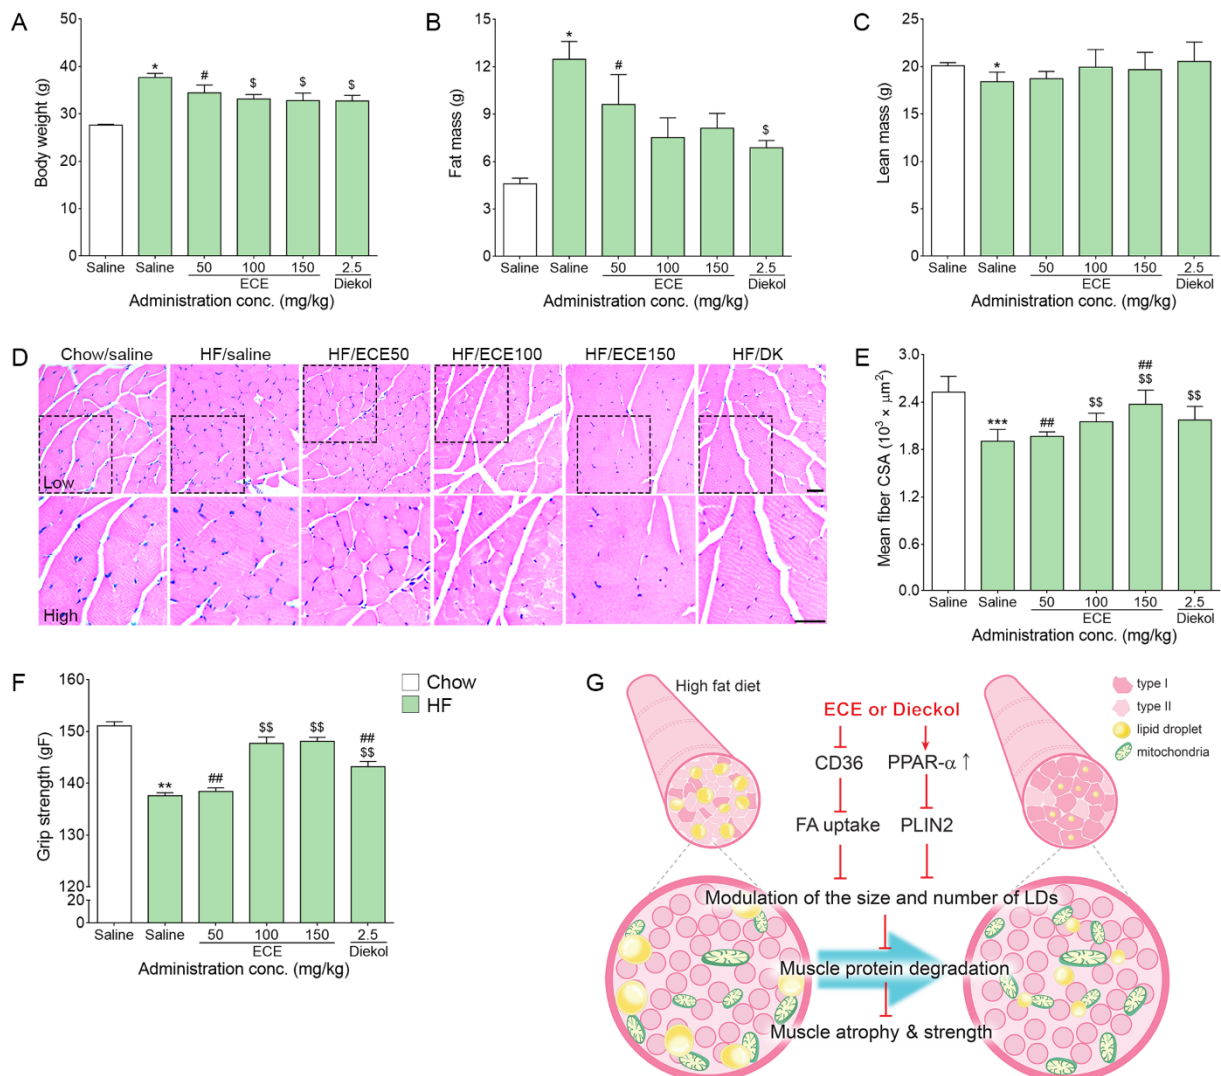 A
Body weight (g)
50
40
30
20
10
0
*
#
$
$
$
Saline
Saline
50
100
150
2.5
ECE
Diekol
Administration conc. (mg/kg)
B
Fat mass (g)
15
12
9
6
3
0
*
#
$
Saline
Saline
50
100
150
2.5
ECE
Diekol
Administration conc. (mg/kg)
C
Lean mass (g)
25
20
15
10
5
0
*
Saline
Saline
50
100
150
2.5
ECE
Diekol
Administration conc. (mg/kg)
D
Chow/saline
HF/saline
HF/ECE50
HF/ECE100
HF/ECE150
HF/DK
Low
High
E
Mean fiber CSA (10³ × μm²)
3.0
2.4
1.8
1.2
0.6
0.0
***
##
$$
##
$$
$$
Saline
Saline
50
100
150
2.5
ECE
Diekol
Administration conc. (mg/kg)
F
Grip strength (gF)
160
150
140
130
120
20
0
**
##
$$
$$
##
$$
Saline
Saline
50
100
150
2.5
ECE
Diekol
Administration conc. (mg/kg)
Chow
HF
G
High fat diet
ECE or Dieckol
CD36
PPAR-α ↑
FA uptake
PLIN2
Modulation of the size and number of LDs
Muscle protein degradation
Muscle atrophy & strength
type I
type II
lipid droplet
mitochondria